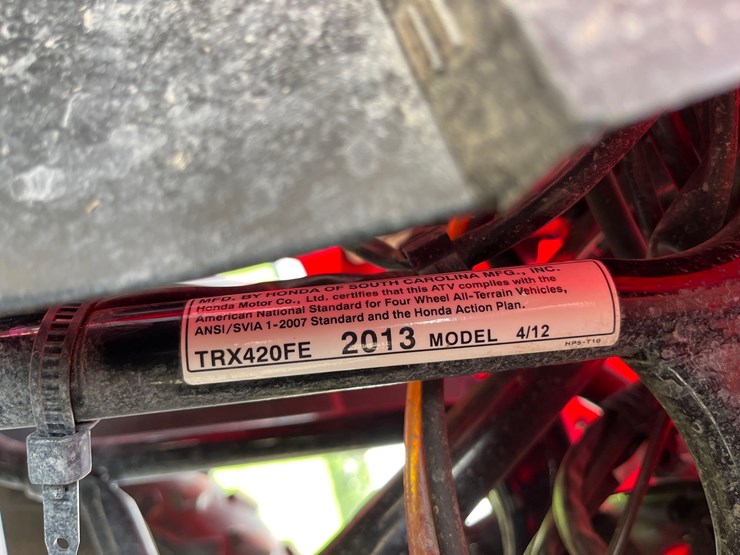 MFD. BY HONDA OF SOUTH CAROLINA MFG., INC.
Honda Motor Co., Ltd. certifies that this ATV complies with the
American National Standard for Four Wheel All-Terrain Vehicles,
ANSI/SVIA 1-2007 Standard and the Honda Action Plan.
TRX420FE 2013 MODEL 4/12
HP5-T10